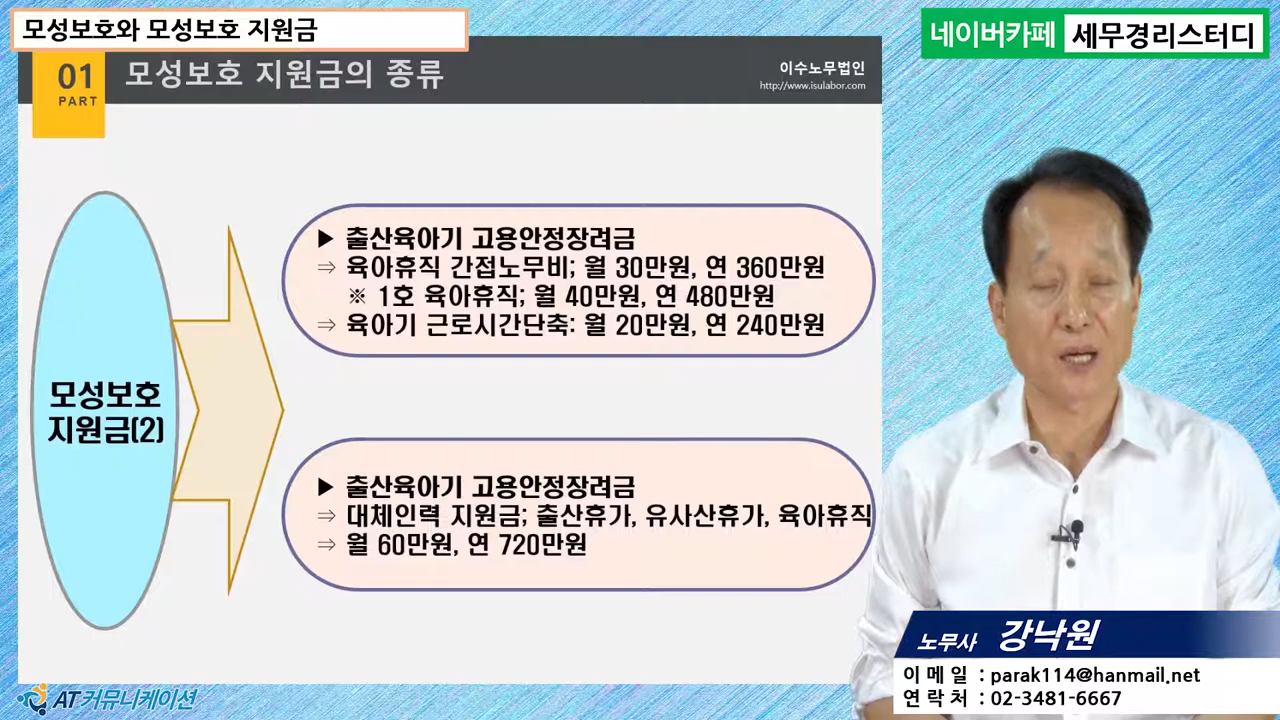 모성보호와 모성보호 지원금
네이버카페 세무경리스터디
01
PART
모성보호 지원금의 종류
이수노무법인
http://www.isulabor.com
모성보호
지원금(2)
▶ 출산육아기 고용안정장려금
⇒ 육아휴직 간접노무비; 월 30만원, 연 360만원
※ 1호 육아휴직; 월 40만원, 연 480만원
⇒ 육아기 근로시간단축: 월 20만원, 연 240만원
▶ 출산육아기 고용안정장려금
⇒ 대체인력 지원금; 출산휴가, 유사산휴가, 육아휴직
⇒ 월 60만원, 연 720만원
노무사 강낙원
이 메 일 : parak114@hanmail.net
연 락 처 : 02-3481-6667
AT커뮤니케이션